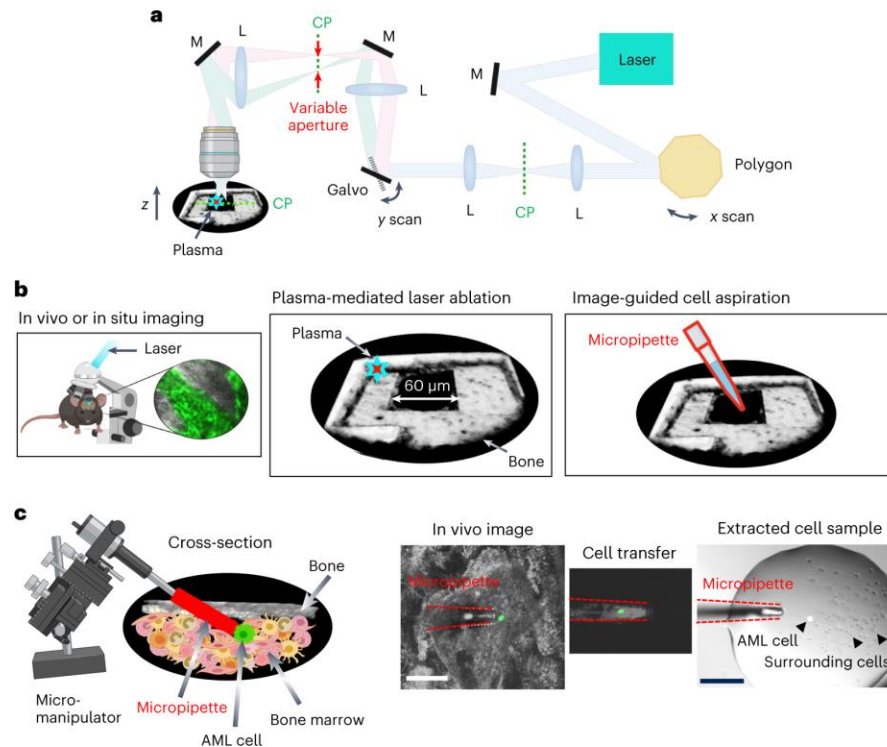 a
M
L
CP
M
Variable
aperture
L
M
Laser
Polygon
x scan
Galvo
y scan
L
CP
L
z
CP
Plasma
b
In vivo or in situ imaging
Laser
Plasma-mediated laser ablation
Plasma
60 µm
Bone
Image-guided cell aspiration
Micropipette
c
Cross-section
Bone
Micro-
manipulator
Micropipette
AML cell
Bone marrow
In vivo image
Micropipette
Cell transfer
Extracted cell sample
Micropipette
AML cell
Surrounding cells